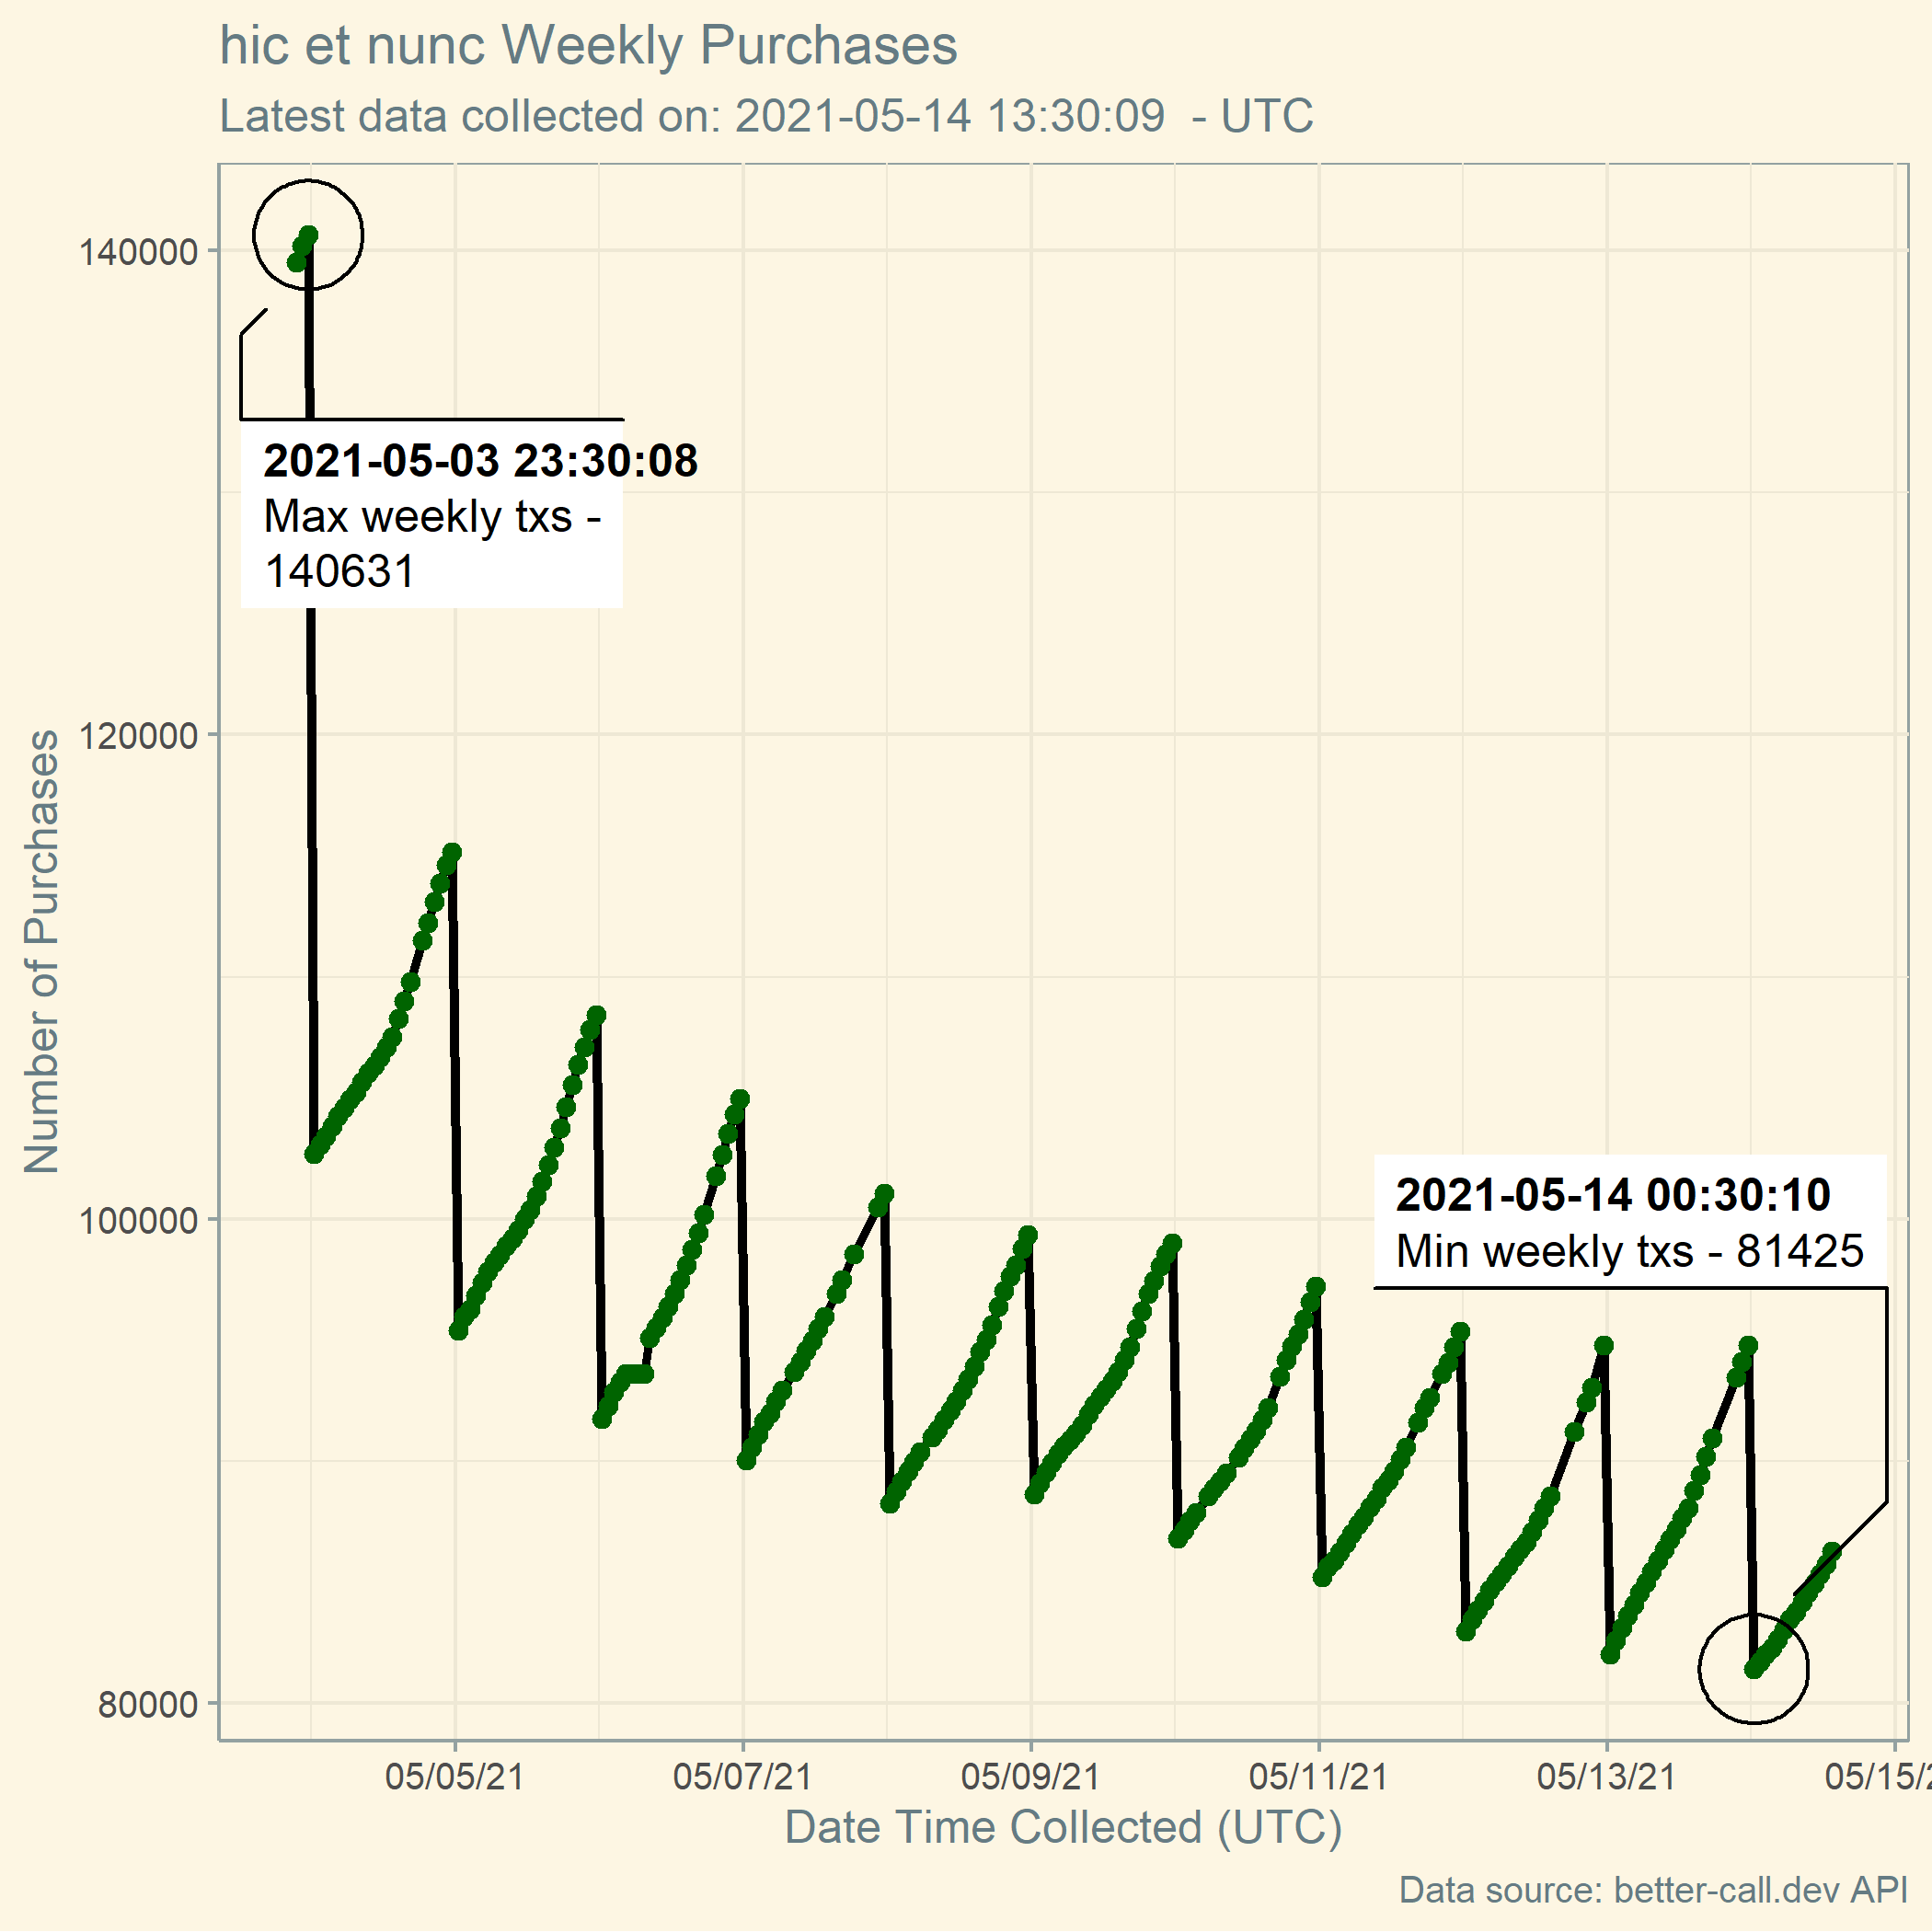 hic et nunc Weekly Purchases
Latest data collected on: 2021-05-14 13:30:09 - UTC
Number of Purchases
140000
120000
100000
80000
2021-05-03 23:30:08
Max weekly txs -
140631
2021-05-14 00:30:10
Min weekly txs - 81425
05/05/21
05/07/21
05/09/21
05/11/21
05/13/21
05/15/2
Date Time Collected (UTC)
Data source: better-call.dev API